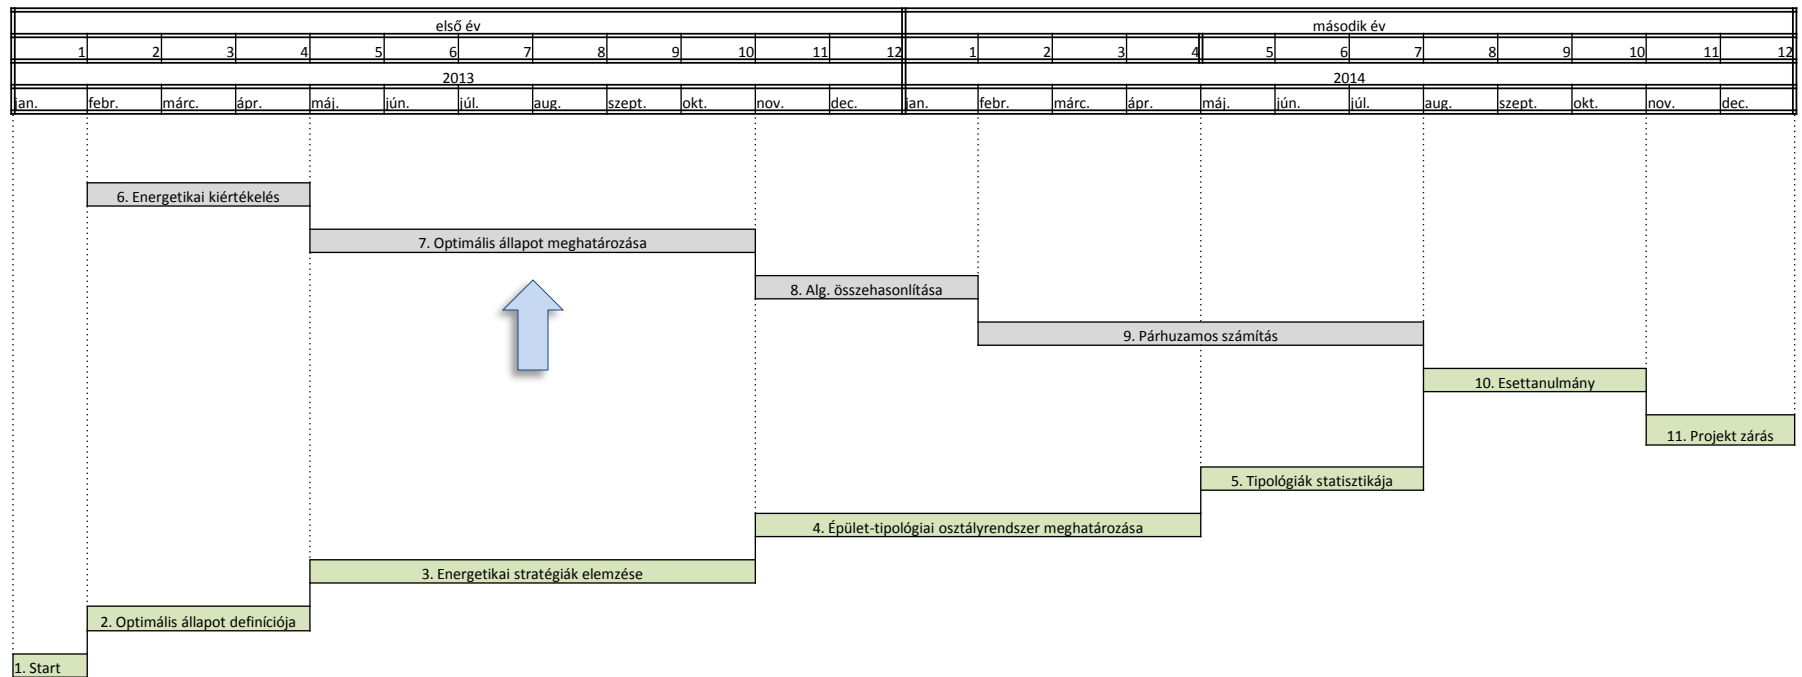 első év második év
1 2 3 4 5 6 7 8 9 10 11 12 1 2 3 4 5 6 7 8 9 10 11 12
2013 2014
jan. febr. márc. ápr. máj. jún. júl. aug. szept. okt. nov. dec. jan. febr. márc. ápr. máj. jún. júl. aug. szept. okt. nov. dec.
6. Energetikai kiértékelés
7. Optimális állapot meghatározása
8. Alg. összehasonlítása
9. Párhuzamos számítás
10. Esettanulmány
11. Projekt zárás
5. Tipológiák statisztikája
4. Épület-tipológiai osztályrendszer meghatározása
3. Energetikai stratégiák elemzése
2. Optimális állapot definíciója
1. Start